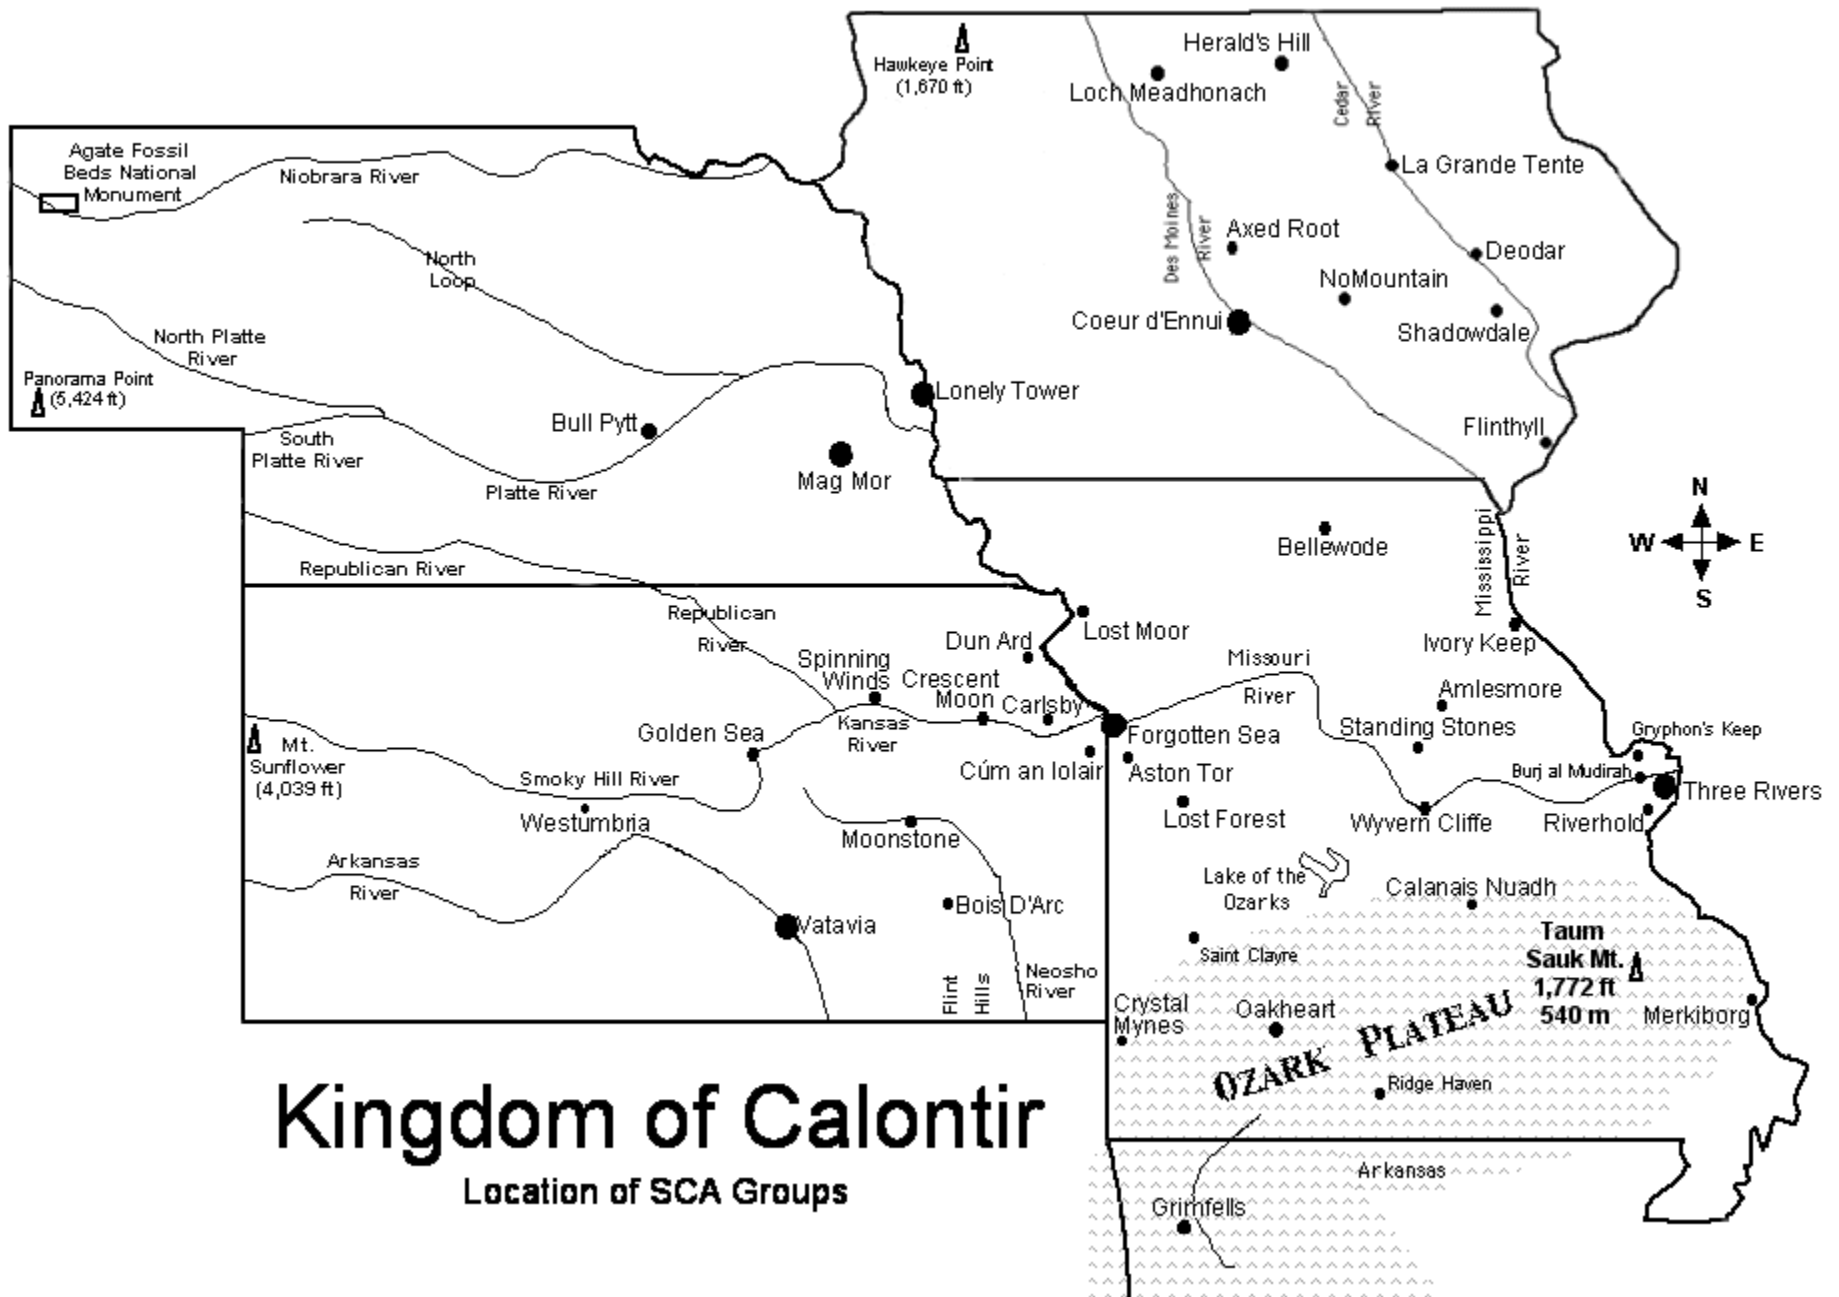 Hawkeye Point
(1,670 ft)
Herald's Hill
Loch Meadhonach
Cedar
River
La Grande Tente
Des Moines
River
Axed Root
Deodar
NoMountain
Coeur d'Ennui
Shadowdale
Flinthyll
Agate Fossil
Beds National
Monument
Niobrara River
North
Loop
North Platte
River
Panorama Point
(5,424 ft)
South
Platte River
Bull Pytt
Platte River
Lonely Tower
Mag Mor
Republican River
N
W
E
S
Bellewode
Mississippi
River
Ivory Keep
Lost Moor
Republican
River
Dun Ard
Spinning
Winds
Crescent
Moon
Carlsby
Kansas
River
Golden Sea
Missouri
River
Amlesmore
Standing Stones
Gryphon's Keep
Forgotten Sea
Burj al Mudirah
Three Rivers
Cúm an Iolair
Aston Tor
Mt.
Sunflower
(4,039 ft)
Smoky Hill River
Westumbria
Moonstone
Lost Forest
Wyvern Cliffe
Riverhold
Arkansas
River
Lake of the
Ozarks
Calanais Nuadh
Bois D'Arc
Vatavia
Saint Clayre
Taum
Sauk Mt.
1,772 ft
540 m
Flint
Hills
Neosho
River
Crystal
Mynes
Oakheart
Merkiborg
OZARK PLATEAU
Ridge Haven
Kingdom of Calontir
Location of SCA Groups
Arkansas
Grimfells